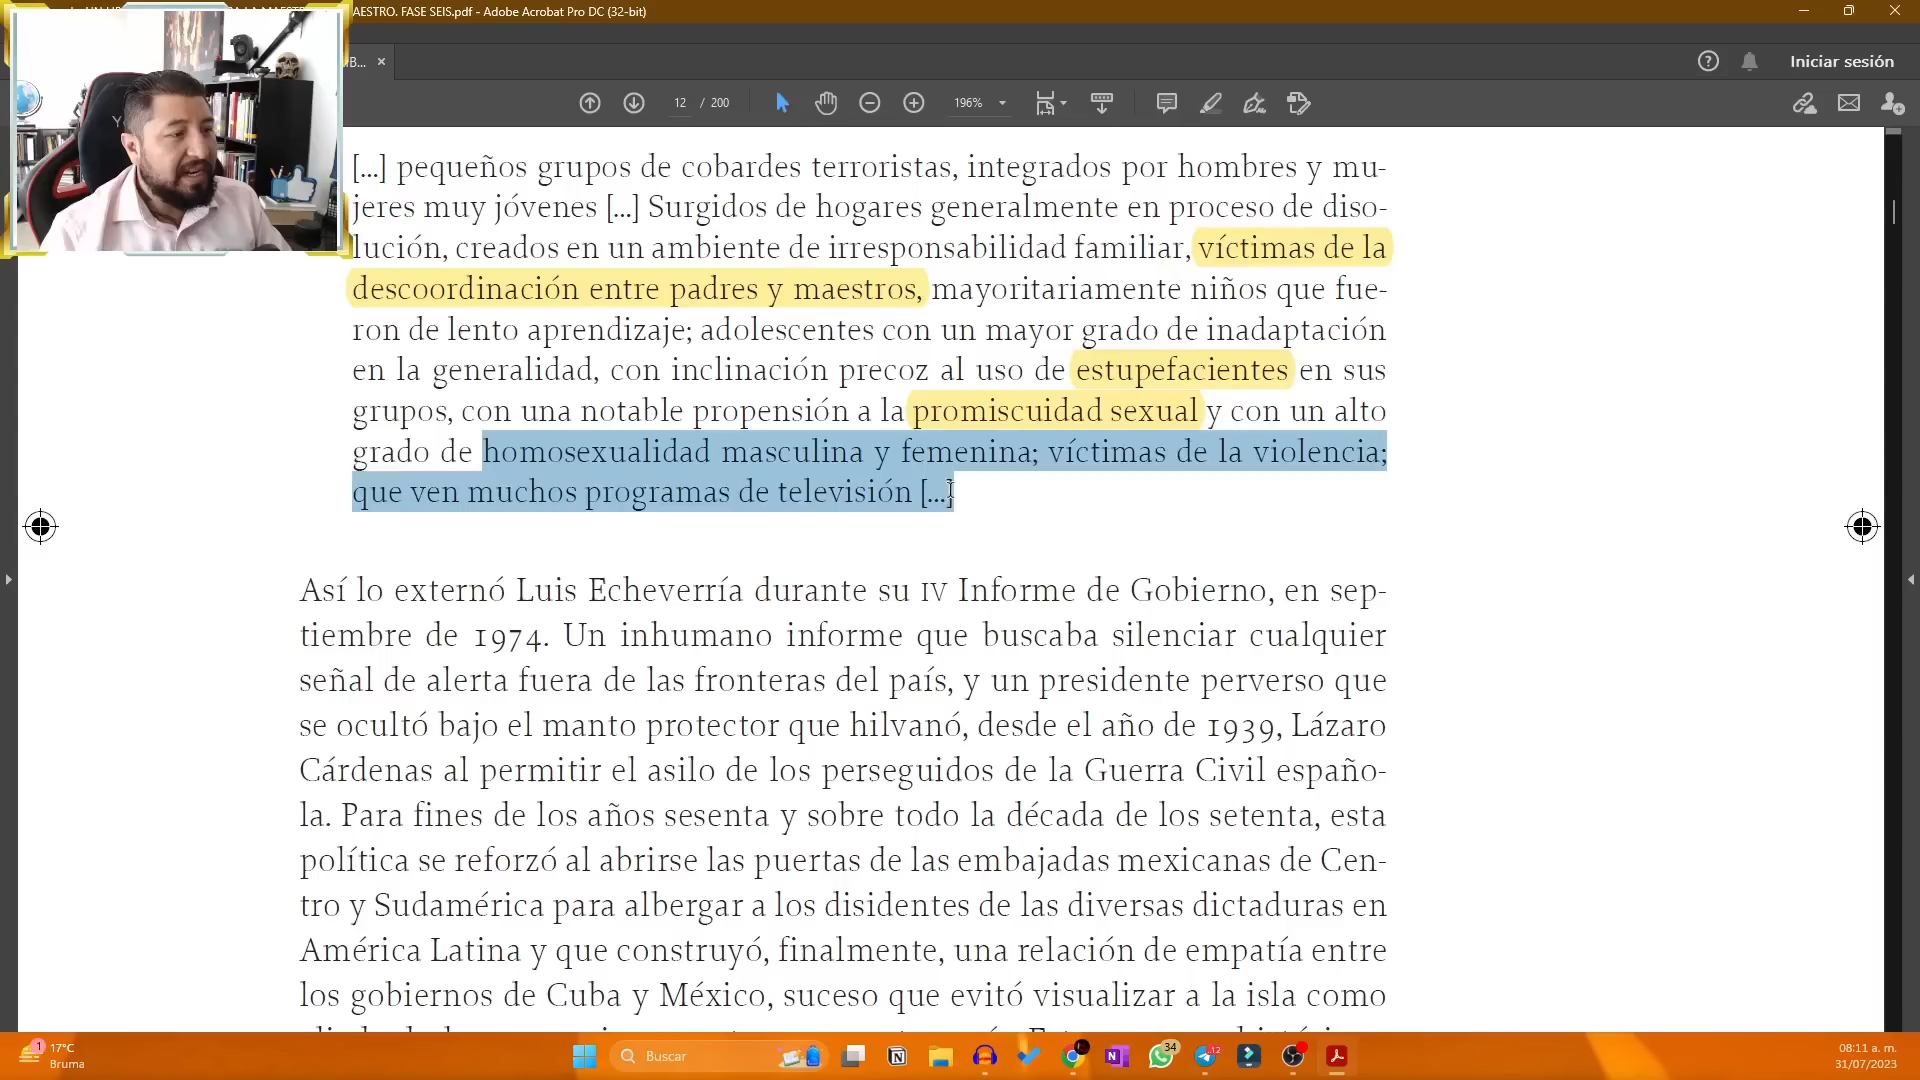 AESTRO. FASE SEIS.pdf - Adobe Acrobat Pro DC (32-bit)
B...
Iniciar sesión
12 / 200
196%
[...] pequeños grupos de cobardes terroristas, integrados por hombres y mu-
jeres muy jóvenes [...] Surgidos de hogares generalmente en proceso de diso-
lución, creados en un ambiente de irresponsabilidad familiar, víctimas de la
descoordinación entre padres y maestros, mayoritariamente niños que fue-
ron de lento aprendizaje; adolescentes con un mayor grado de inadaptación
en la generalidad, con inclinación precoz al uso de estupefacientes en sus
grupos, con una notable propensión a la promiscuidad sexual y con un alto
grado de homosexualidad masculina y femenina; víctimas de la violencia;
que ven muchos programas de televisión [...]
Así lo externó Luis Echeverría durante su IV Informe de Gobierno, en sep-
tiembre de 1974. Un inhumano informe que buscaba silenciar cualquier
señal de alerta fuera de las fronteras del país, y un presidente perverso que
se ocultó bajo el manto protector que hilvanó, desde el año de 1939, Lázaro
Cárdenas al permitir el asilo de los perseguidos de la Guerra Civil españo-
la. Para fines de los años sesenta y sobre todo la década de los setenta, esta
política se reforzó al abrirse las puertas de las embajadas mexicanas de Cen-
tro y Sudamérica para albergar a los disidentes de las diversas dictaduras en
América Latina y que construyó, finalmente, una relación de empatía entre
los gobiernos de Cuba y México, suceso que evitó visualizar a la isla como
1
17°C
Bruma
Buscar
34
12
08:11 a. m.
31/07/2023